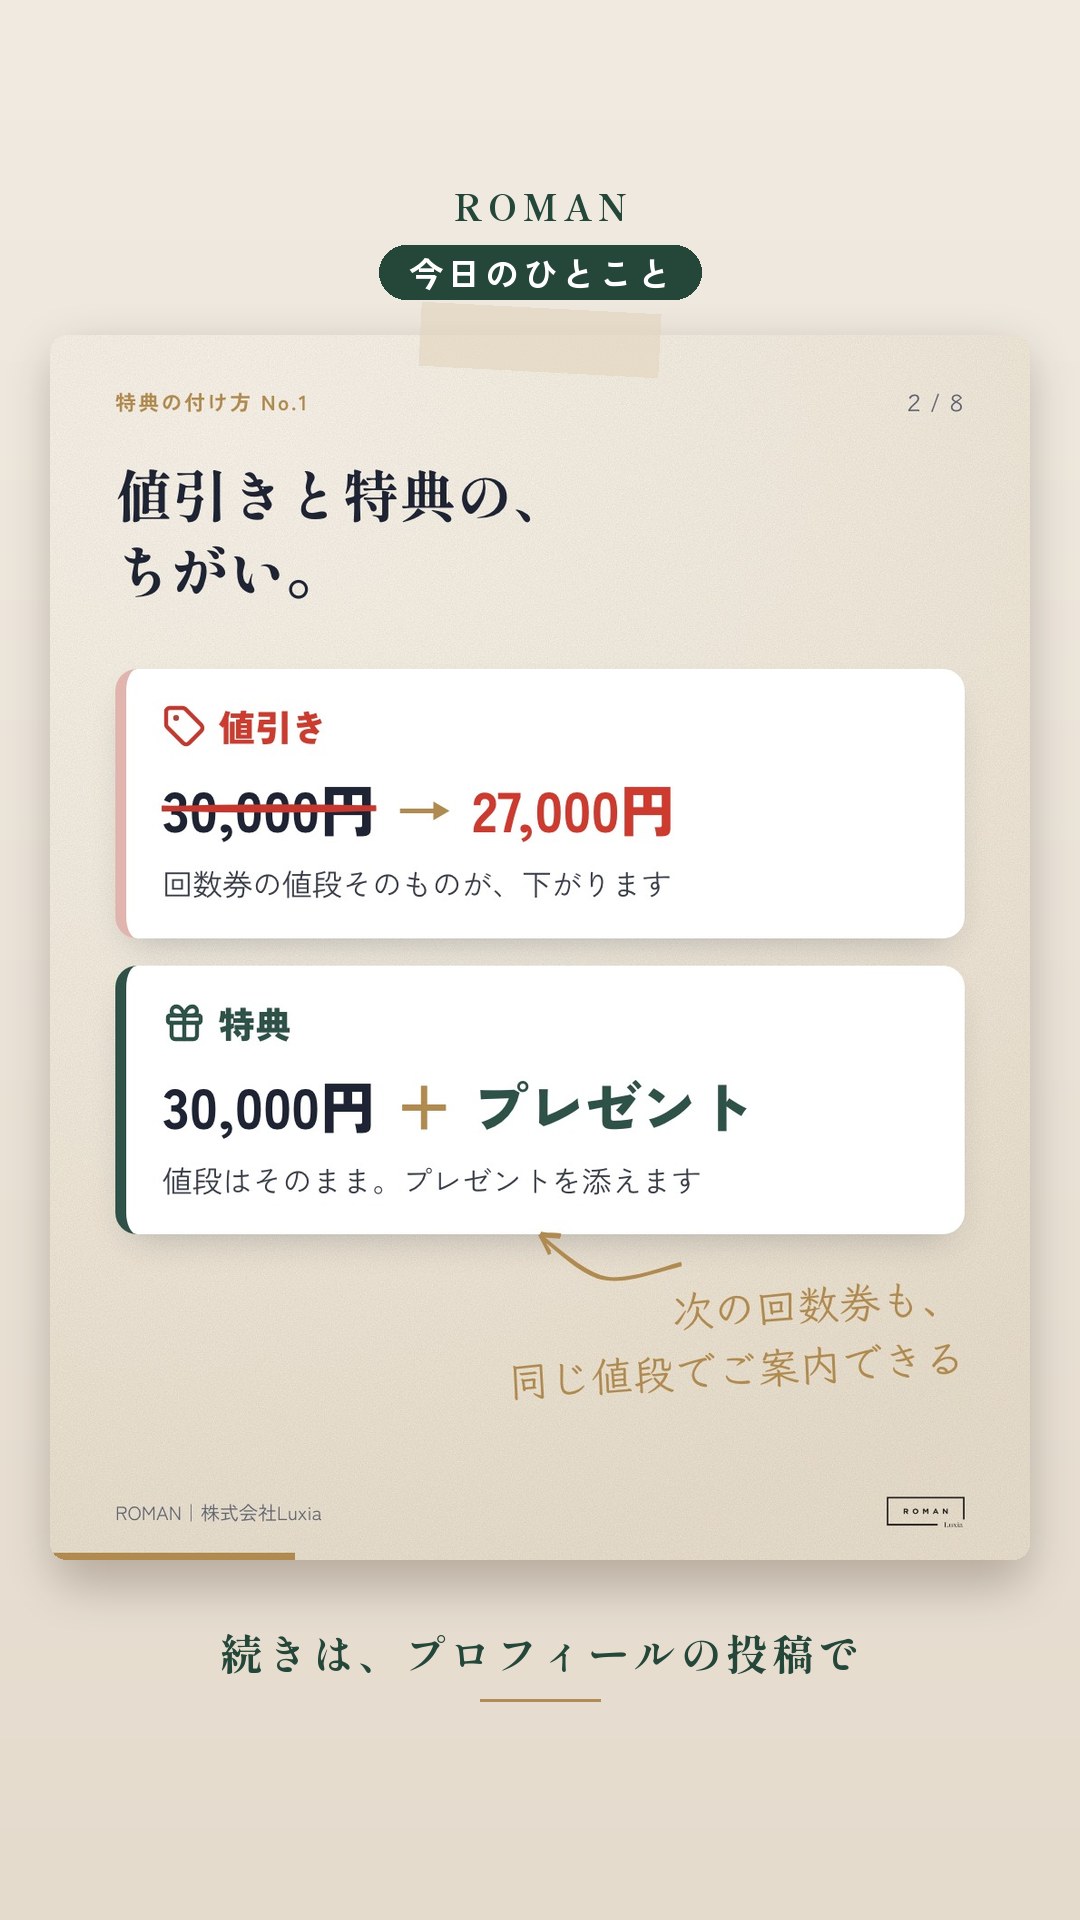 ROMAN
今日のひとこと
特典の付け方 No.1
2 / 8
値引きと特典の、
ちがい。
値引き
30,000円 → 27,000円
回数券の値段そのものが、下がります
特典
30,000円 + プレゼント
値段はそのまま。プレゼントを添えます
次の回数券も、
同じ値段でご案内できる
ROMAN｜株式会社Luxia
ROMAN
Luxia
続きは、プロフィールの投稿で